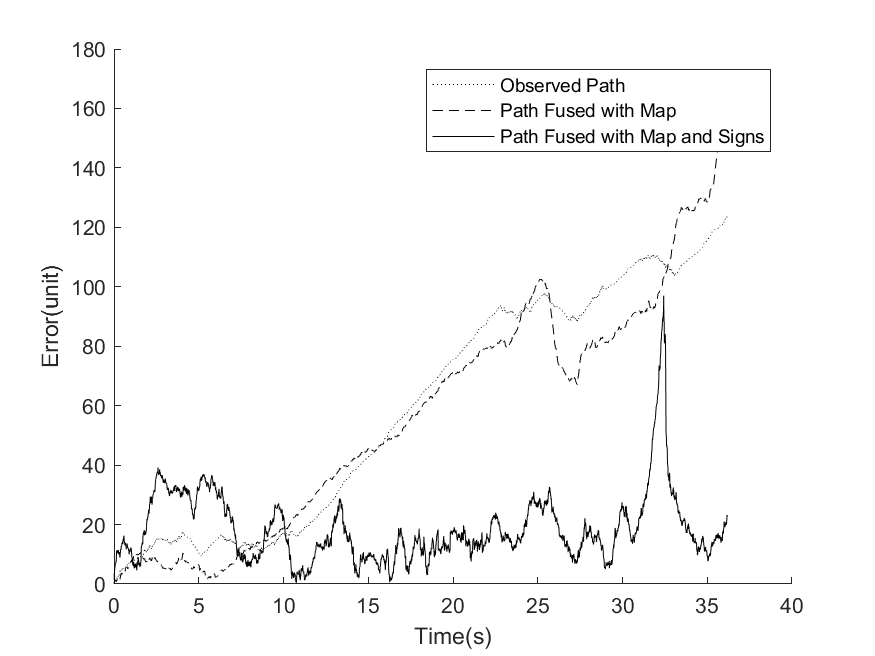 180
160
140
120
100
80
60
40
20
0
Error(unit)
Observed Path
Path Fused with Map
Path Fused with Map and Signs
0 5 10 15 20 25 30 35 40
Time(s)